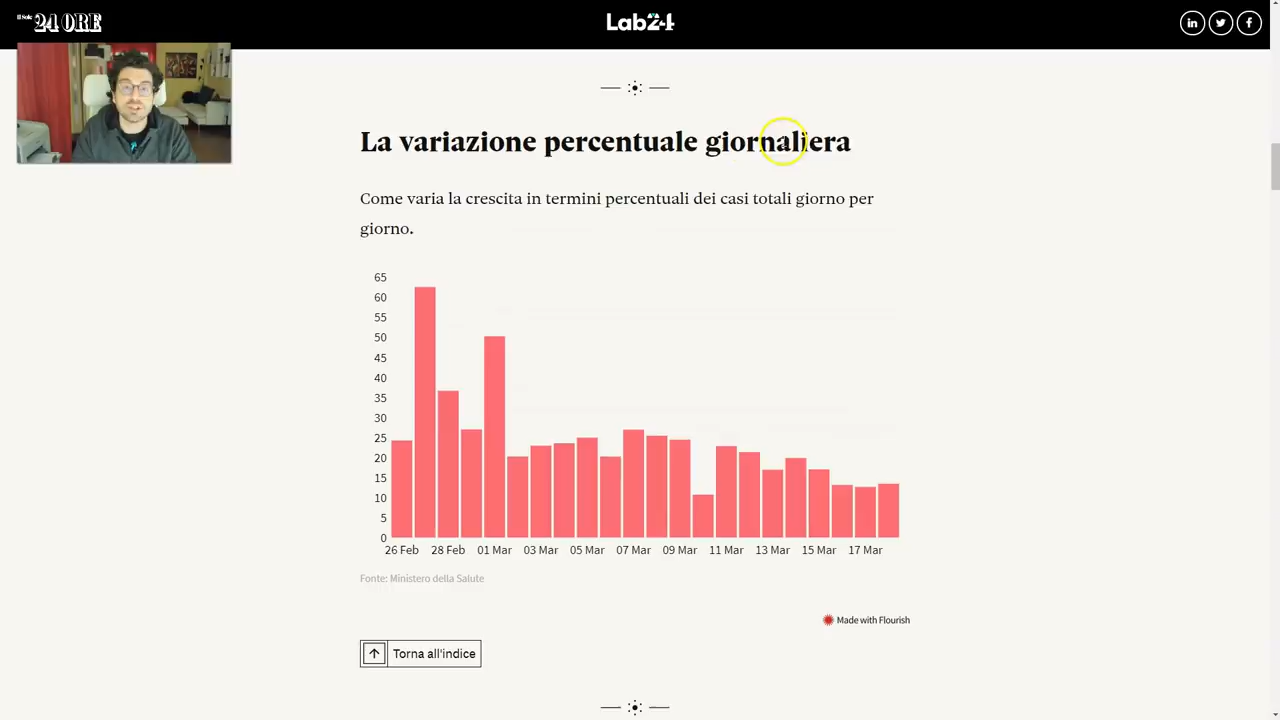 Il Sole
24 ORE
Lab24
La variazione percentuale giornaliera
Come varia la crescita in termini percentuali dei casi totali giorno per
giorno.
65
60
55
50
45
40
35
30
25
20
15
10
5
0
26 Feb 28 Feb 01 Mar 03 Mar 05 Mar 07 Mar 09 Mar 11 Mar 13 Mar 15 Mar 17 Mar
Fonte: Ministero della Salute
Made with Flourish
Torna all'indice